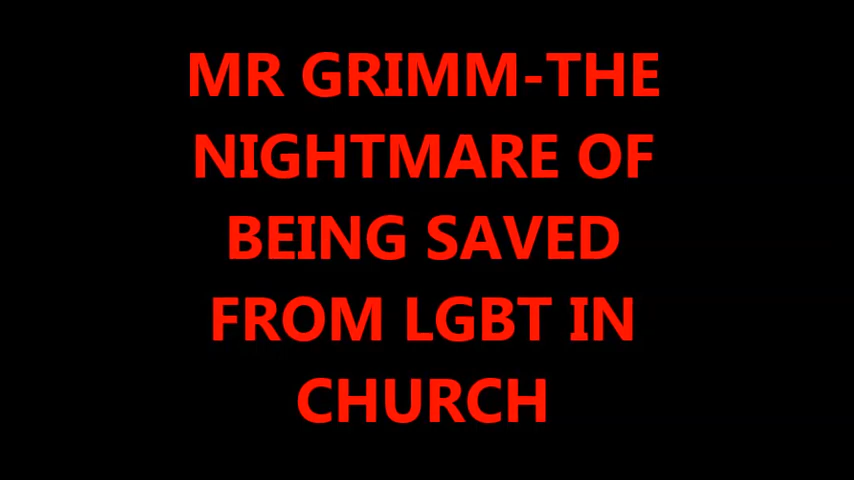 MR GRIMM-THE
NIGHTMARE OF
BEING SAVED
FROM LGBT IN
CHURCH